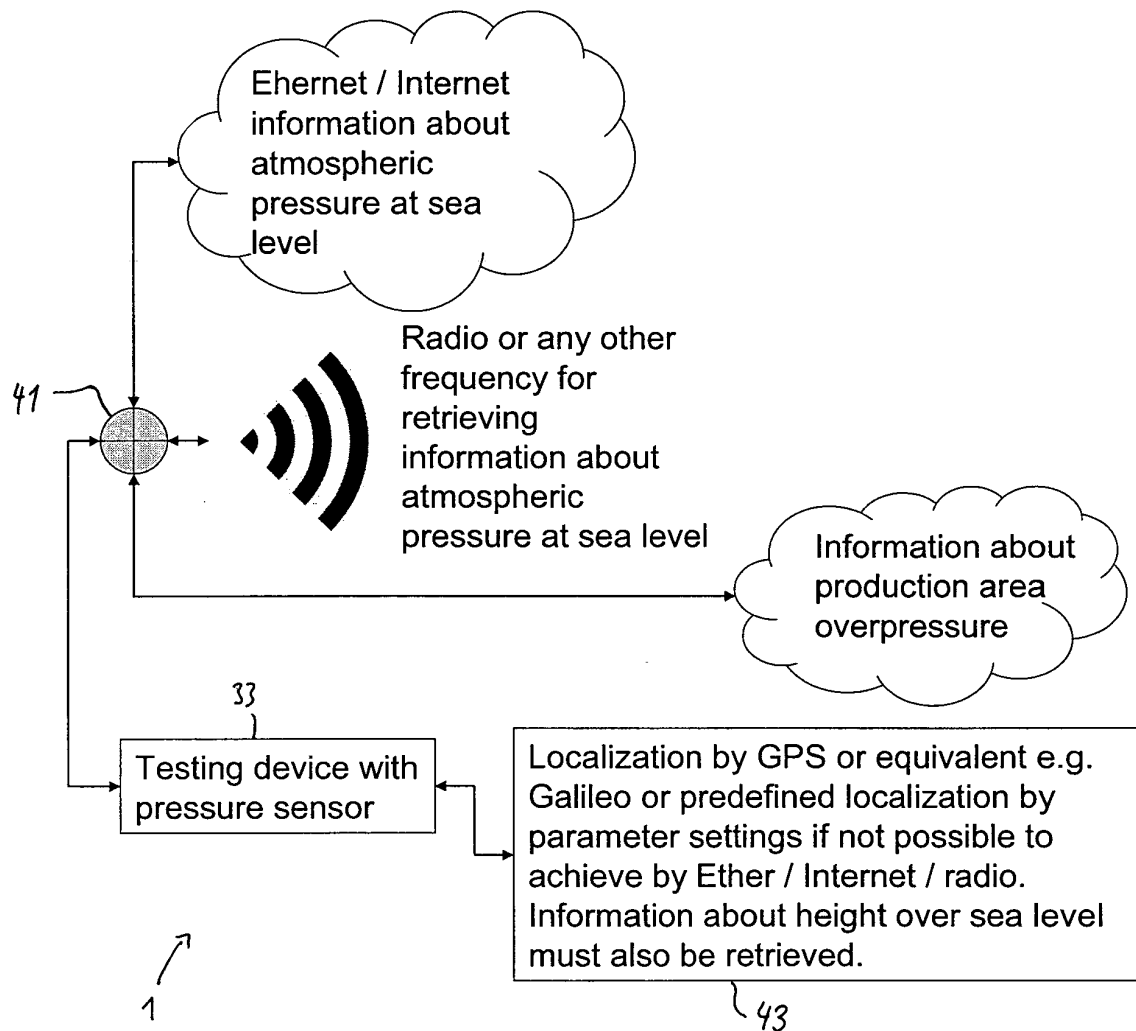 Ehernet / Internet
information about
atmospheric
pressure at sea
level
Radio or any other
frequency for
retrieving
information about
atmospheric
pressure at sea level
41
Information about
production area
overpressure
33
Testing device with
pressure sensor
Localization by GPS or equivalent e.g.
Galileo or predefined localization by
parameter settings if not possible to
achieve by Ether / Internet / radio.
Information about height over sea level
must also be retrieved.
1
43